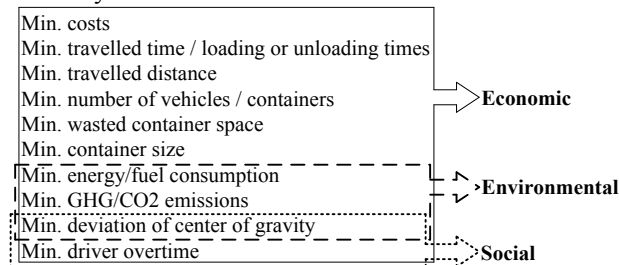 Min. costs
Min. travelled time / loading or unloading times
Min. travelled distance
Min. number of vehicles / containers
Economic
Min. wasted container space
Min. container size
Min. energy/fuel consumption
Environmental
Min. GHG/CO2 emissions
Min. deviation of center of gravity
Min. driver overtime
Social